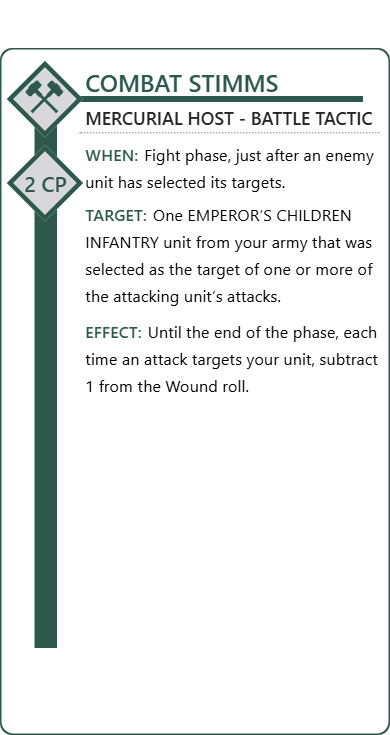 COMBAT STIMMS
MERCURIAL HOST - BATTLE TACTIC
WHEN: Fight phase, just after an enemy
2 CP
unit has selected its targets.
TARGET: One EMPEROR'S CHILDREN
INFANTRY unit from your army that was
selected as the target of one or more of
the attacking unit's attacks.
EFFECT: Until the end of the phase, each
time an attack targets your unit, subtract
1 from the Wound roll.